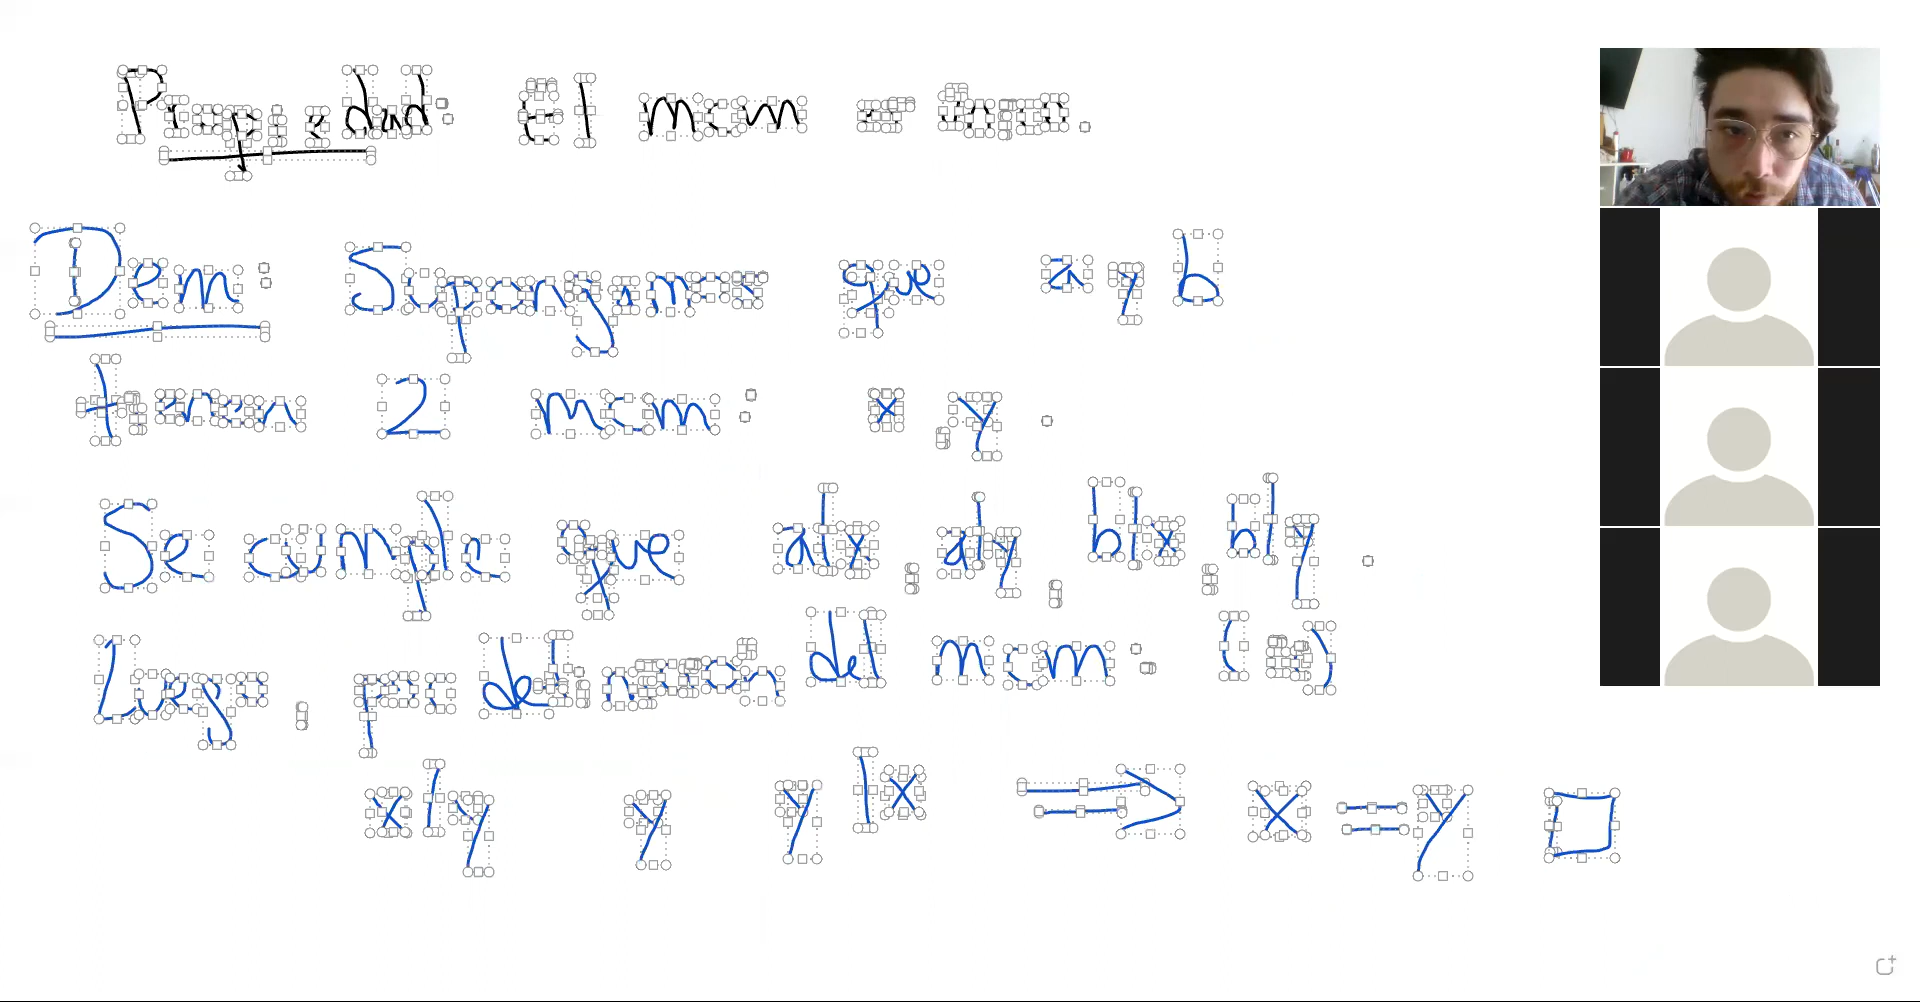 Propiedad: El mcm es único.
Dem: Supongamos que a y b
tienen 2 mcm: x, y.
Se cumple que a|x, a|y, b|x, b|y.
Luego, por definición del mcm: (2)
x|y y y|x ⟹ x = y □